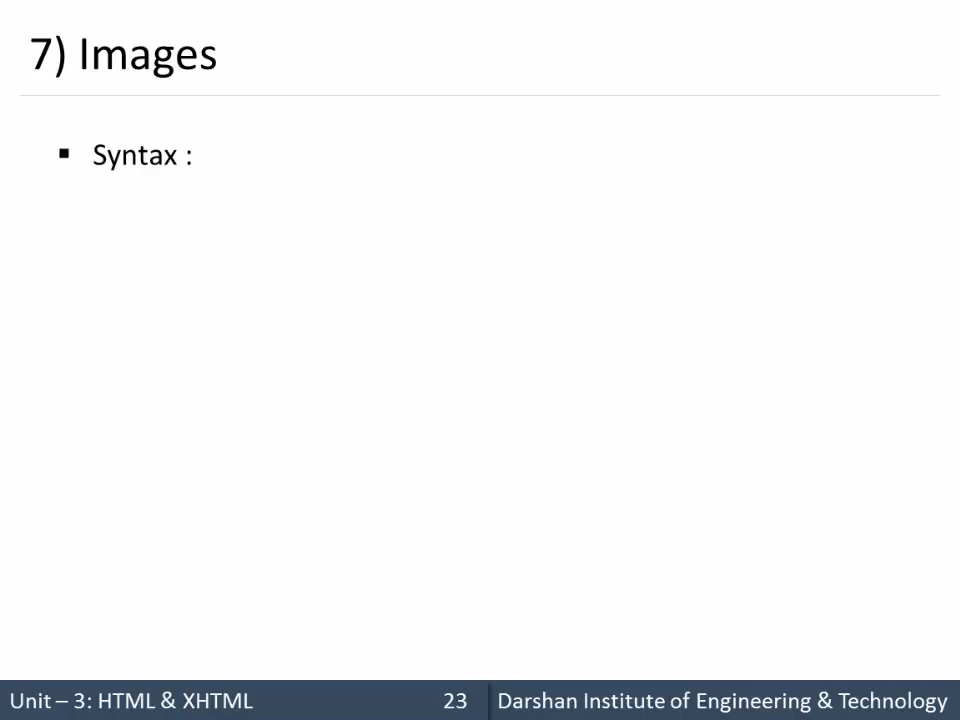 7) Images
▪ Syntax :
Unit – 3: HTML & XHTML 23 Darshan Institute of Engineering & Technology